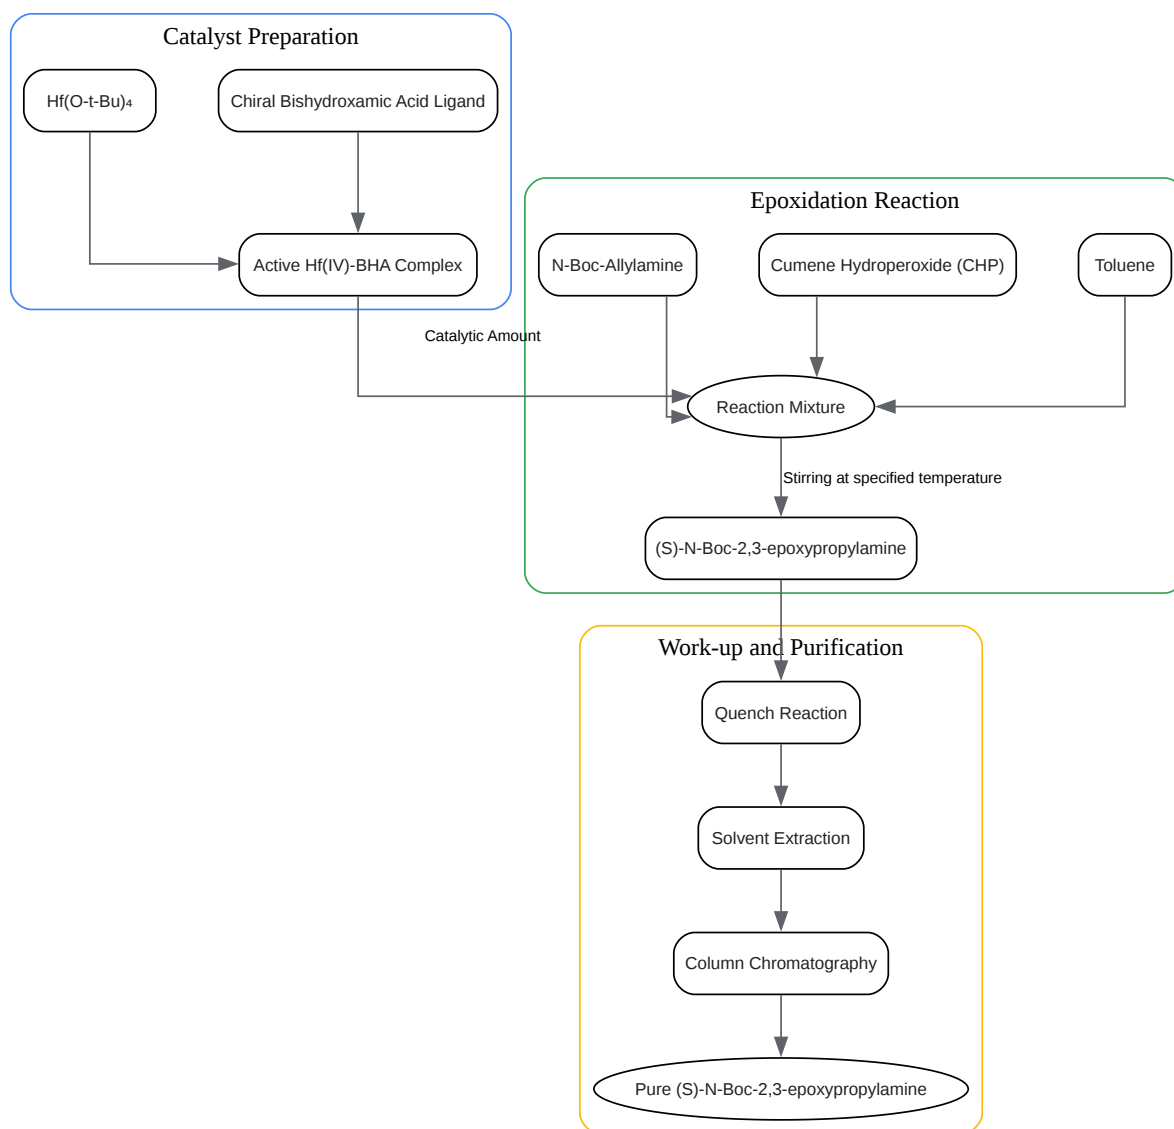 Catalyst Preparation
Hf(O-t-Bu)₄
Chiral Bishydroxamic Acid Ligand
Active Hf(IV)-BHA Complex
Catalytic Amount
Epoxidation Reaction
N-Boc-Allylamine
Cumene Hydroperoxide (CHP)
Toluene
Reaction Mixture
Stirring at specified temperature
(S)-N-Boc-2,3-epoxypropylamine
Work-up and Purification
Quench Reaction
Solvent Extraction
Column Chromatography
Pure (S)-N-Boc-2,3-epoxypropylamine